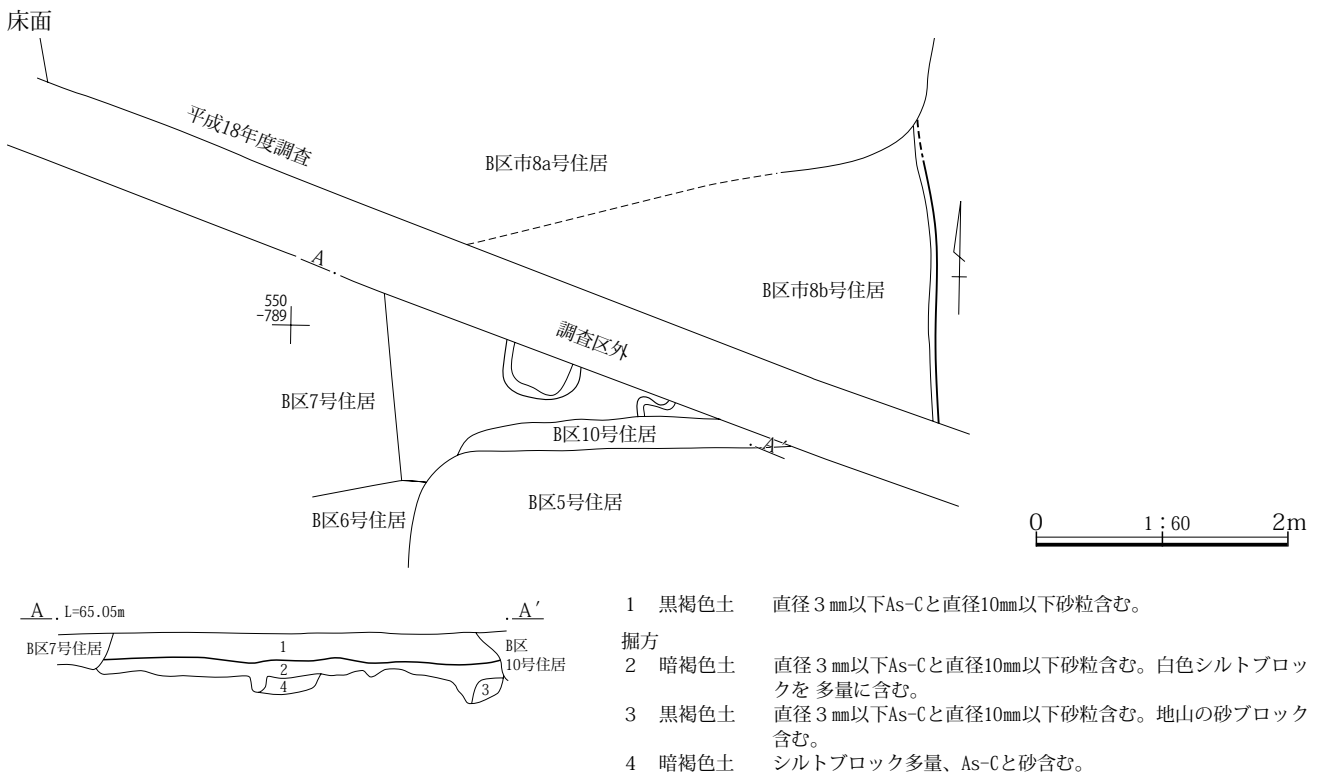 床面
平成18年度調査
B区市8a号住居
A
B区市8b号住居
550
-789
調査区外
B区7号住居
B区10号住居
A′
B区5号住居
B区6号住居
0 1：60 2m
A L=65.05m A′
B区7号住居 1 B区
10号住居
2
4 3
1 黒褐色土 直径３㎜以下As-Cと直径10㎜以下砂粒含む。
掘方
2 暗褐色土 直径３㎜以下As-Cと直径10㎜以下砂粒含む。白色シルトブロッ
クを 多量に含む。
3 黒褐色土 直径３㎜以下As-Cと直径10㎜以下砂粒含む。地山の砂ブロック
含む。
4 暗褐色土 シルトブロック多量、As-Cと砂含む。